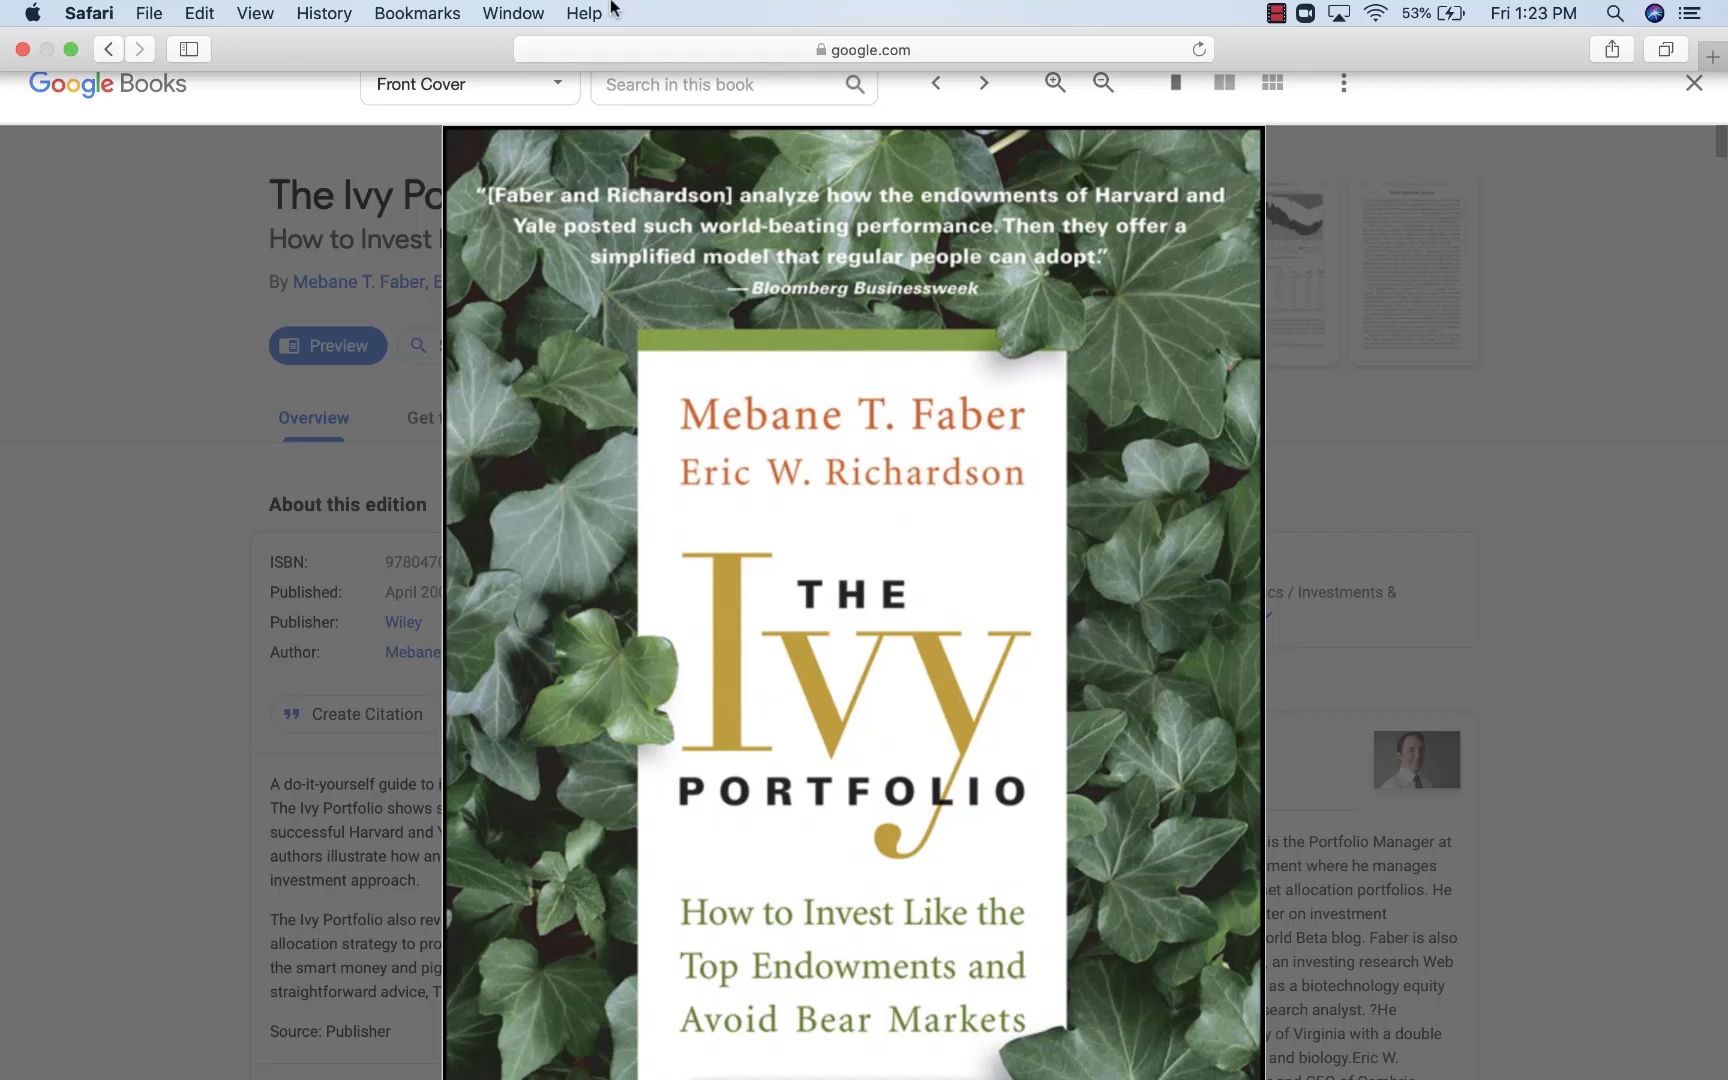 Safari File Edit View History Bookmarks Window Help 53% Fri 1:23 PM
google.com
Google Books Front Cover Search in this book
The Ivy Po
How to Invest
By Mebane T. Faber, E
Preview
Overview Get
About this edition
ISBN: 978047
Published: April 200
Publisher: Wiley
Author: Mebane
Create Citation
A do-it-yourself guide to i
The Ivy Portfolio shows s
successful Harvard and Y
authors illustrate how an
investment approach.
The Ivy Portfolio also rev
allocation strategy to pro
the smart money and pig
straightforward advice, T
Source: Publisher
“[Faber and Richardson] analyze how the endowments of Harvard and
Yale posted such world-beating performance. Then they offer a
simplified model that regular people can adopt.”
—Bloomberg Businessweek
Mebane T. Faber
Eric W. Richardson
THE
Ivy
PORTFOLIO
How to Invest Like the
Top Endowments and
Avoid Bear Markets
cs / Investments &
is the Portfolio Manager at
ment where he manages
et allocation portfolios. He
ter on investment
orld Beta blog. Faber is also
, an investing research Web
as a biotechnology equity
search analyst. ?He
y of Virginia with a double
and biology.Eric W.